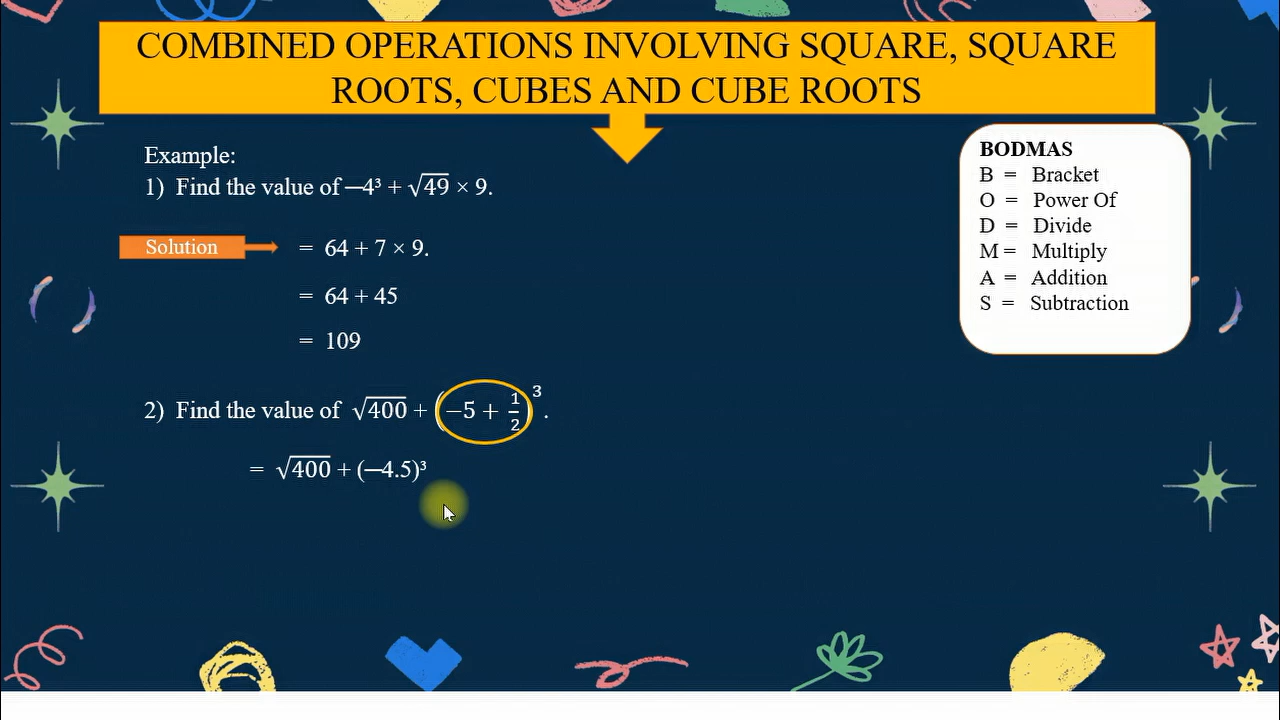 COMBINED OPERATIONS INVOLVING SQUARE, SQUARE
ROOTS, CUBES AND CUBE ROOTS
Example:
1) Find the value of –4³ + √49 × 9.
Solution
= 64 + 7 × 9.
= 64 + 45
= 109
2) Find the value of √400 + (−5 + 1/2)³.
= √400 + (–4.5)³
BODMAS
B = Bracket
O = Power Of
D = Divide
M = Multiply
A = Addition
S = Subtraction